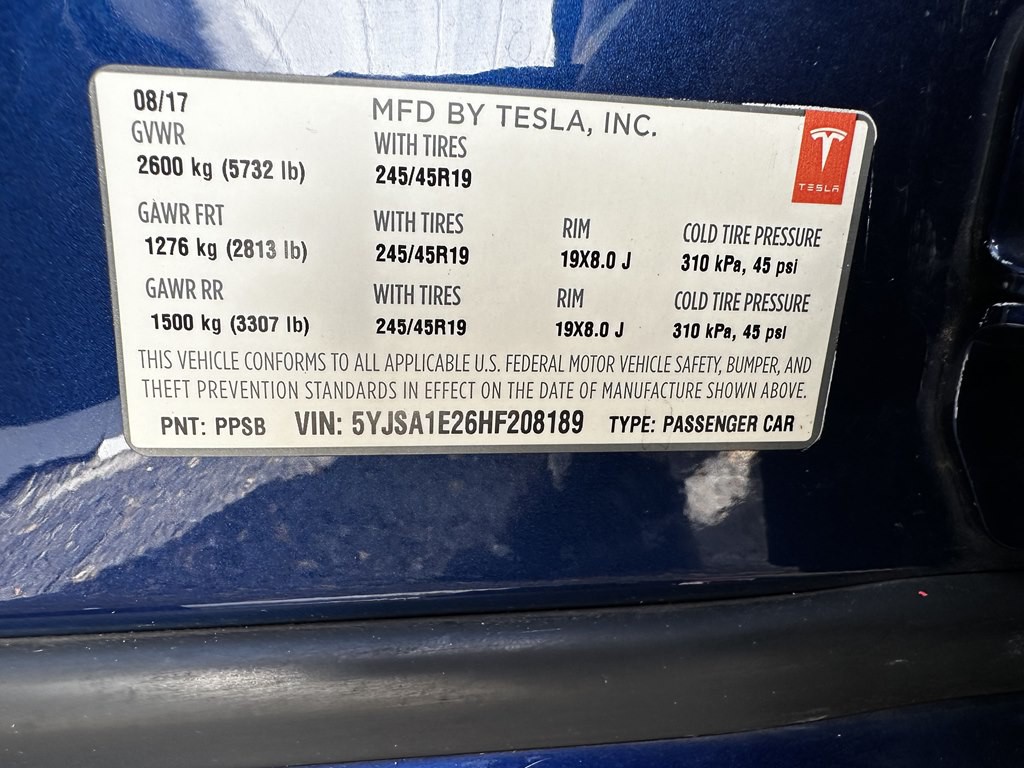 08/17 MFD BY TESLA, INC.
GVWR WITH TIRES
2600 kg (5732 lb) 245/45R19
TESLA
GAWR FRT WITH TIRES RIM COLD TIRE PRESSURE
1276 kg (2813 lb) 245/45R19 19X8.0 J 310 kPa, 45 psi
GAWR RR WITH TIRES RIM COLD TIRE PRESSURE
1500 kg (3307 lb) 245/45R19 19X8.0 J 310 kPa, 45 psi
THIS VEHICLE CONFORMS TO ALL APPLICABLE U.S. FEDERAL MOTOR VEHICLE SAFETY, BUMPER, AND
THEFT PREVENTION STANDARDS IN EFFECT ON THE DATE OF MANUFACTURE SHOWN ABOVE.
PNT: PPSB VIN: 5YJSA1E26HF208189 TYPE: PASSENGER CAR